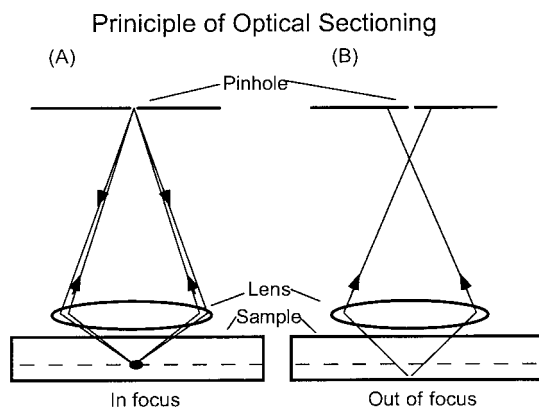 Priniciple of Optical Sectioning
(A)
(B)
Pinhole
Lens
Sample
In focus
Out of focus